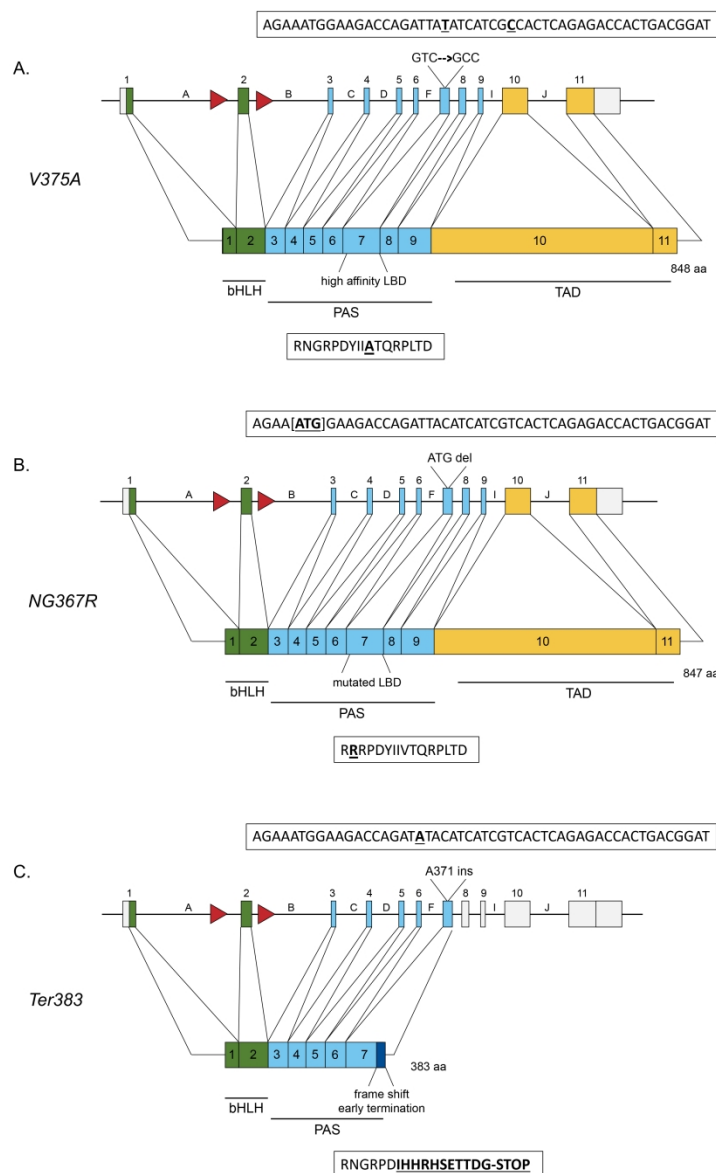 AGAAATGGAAGACCAGATTATATCATCGCCACTCAGAGACCACTGACGGAT
A.
GTC-->GCC
1 2 3 4 5 6 8 9 10 11
A B C D F I J
V375A
1 2 3 4 5 6 7 8 9 10 11
848 aa
high affinity LBD
bHLH
PAS
TAD
RNGRPDYIIATQRPLTD
AGAA[ATG]GAAGACCAGATTACATCATCGTCACTCAGAGACCACTGACGGAT
B.
ATG del
1 2 3 4 5 6 8 9 10 11
A B C D F I J
NG367R
1 2 3 4 5 6 7 8 9 10 11
847 aa
mutated LBD
bHLH
PAS
TAD
RRRPDYIIVTQRPLTD
AGAAATGGAAGACCAGATATACATCATCGTCACTCAGAGACCACTGACGGAT
C.
A371 ins
1 2 3 4 5 6 8 9 10 11
A B C D F I J
Ter383
1 2 3 4 5 6 7
383 aa
frame shift
early termination
bHLH
PAS
RNGRPDIHHRHSETTDG-STOP